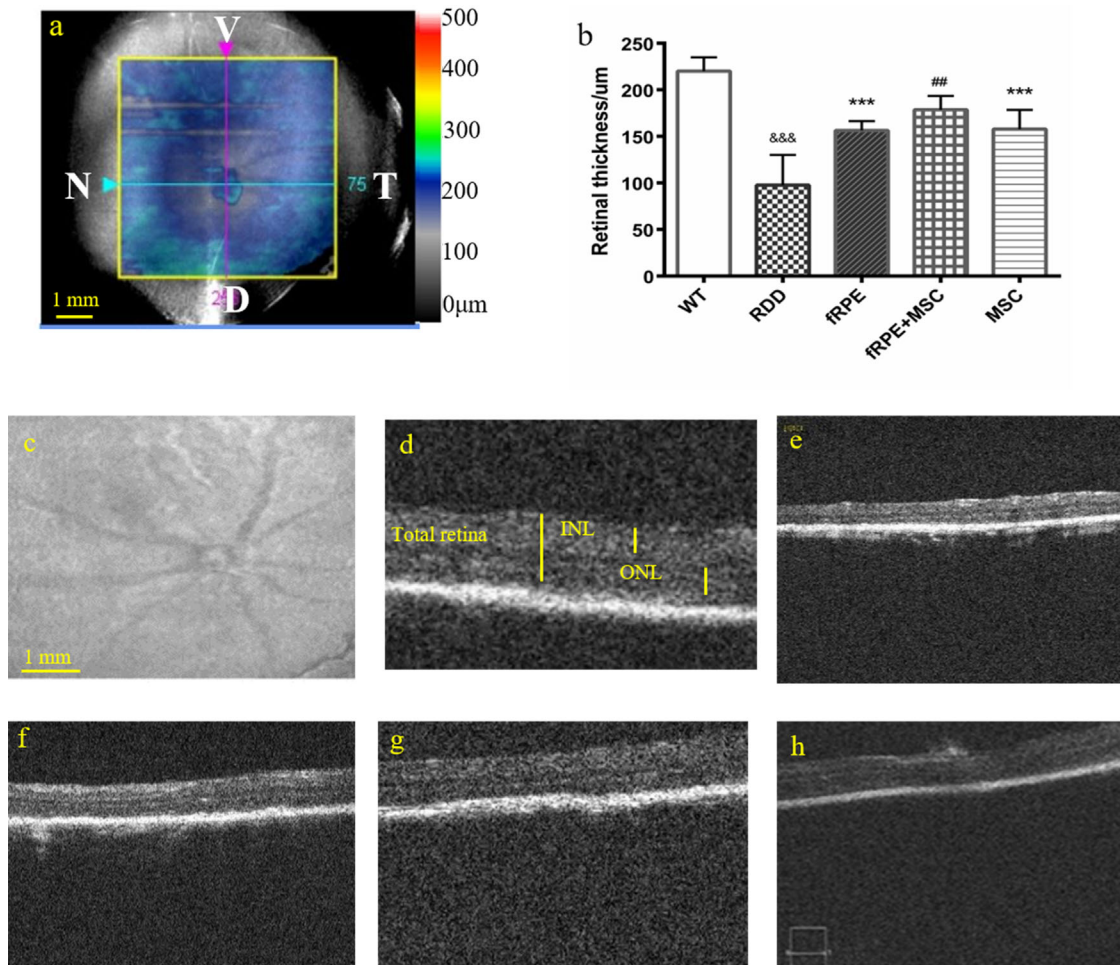 a
V
N
T
75
D
1 mm
500
400
300
200
100
0μm
b
Retinal thickness/um
250
200
150
100
50
0
&&&
***
##
***
WT
RDD
fRPE
fRPE+MSC
MSC
c
1 mm
d
Total retina
INL
ONL
e
f
g
h